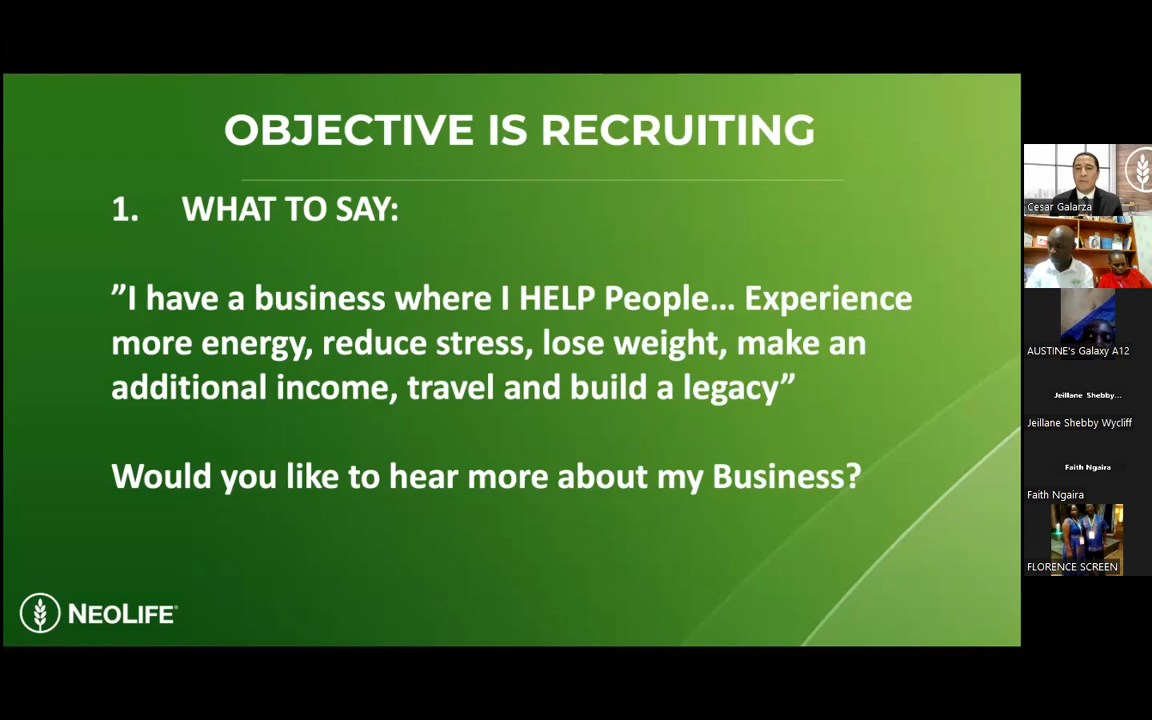 OBJECTIVE IS RECRUITING
1. WHAT TO SAY:
”I have a business where I HELP People... Experience
more energy, reduce stress, lose weight, make an
additional income, travel and build a legacy”
Would you like to hear more about my Business?
NEOLIFE®
Cesar Galarza
AUSTINE's Galaxy A12
Jeillane Shebby...
Jeillane Shebby Wycliff
Faith Ngaira
Faith Ngaira
FLORENCE SCREEN